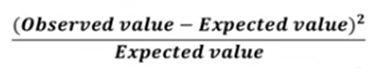 (Observed value − Expected value)²
Expected value